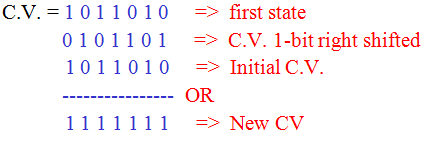 C.V. = 1 0 1 1 0 1 0 => first state
0 1 0 1 1 0 1 => C.V. 1-bit right shifted
1 0 1 1 0 1 0 => Initial C.V.
---------------- OR
1 1 1 1 1 1 1 => New CV